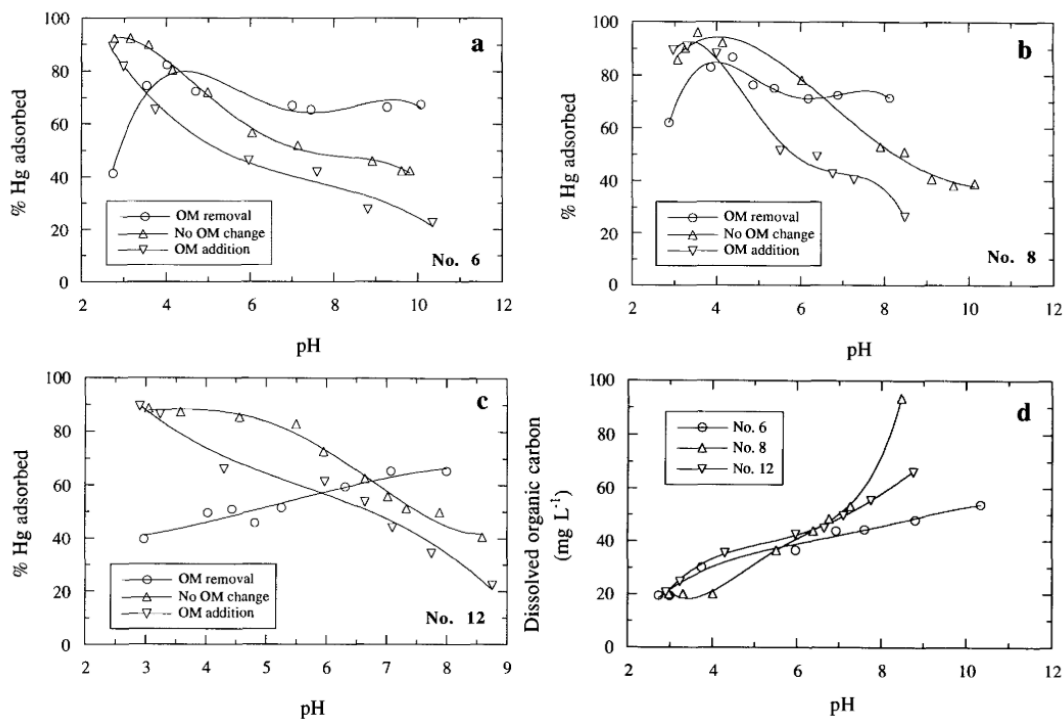 a
100
80
60
40
20
0
% Hg adsorbed
OM removal
No OM change
OM addition
No. 6
2 4 6 8 10 12
pH
b
100
80
60
40
20
0
% Hg adsorbed
OM removal
No OM change
OM addition
No. 8
2 4 6 8 10 12
pH
c
100
80
60
40
20
0
% Hg adsorbed
OM removal
No OM change
OM addition
No. 12
2 3 4 5 6 7 8 9
pH
d
100
80
60
40
20
0
Dissolved organic carbon
(mg L⁻¹)
No. 6
No. 8
No. 12
2 4 6 8 10 12
pH